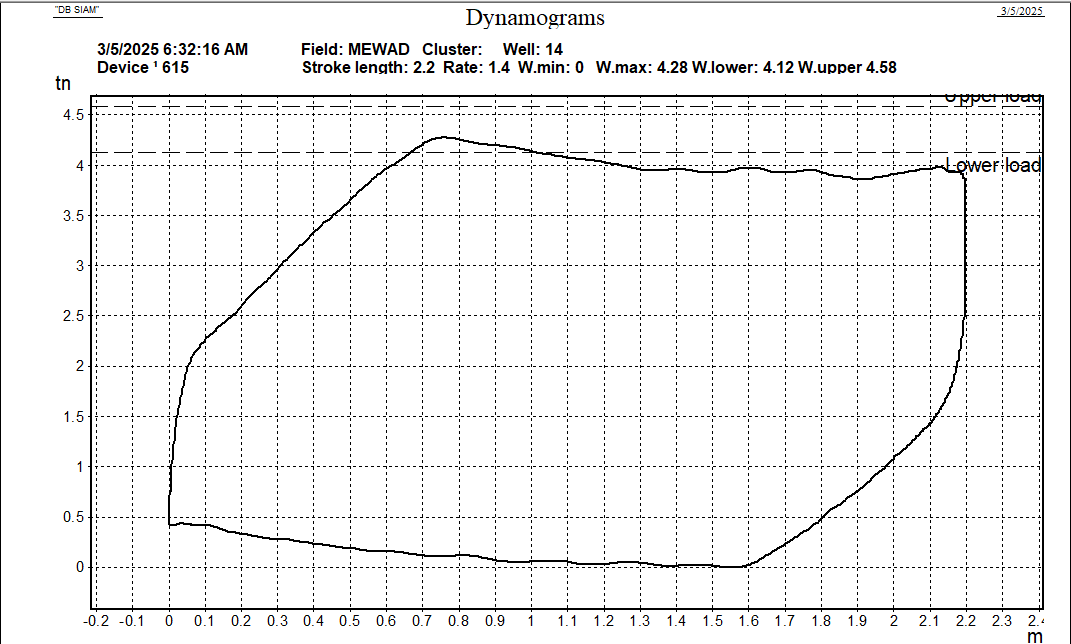 "DB SIAM"
3/5/2025
Dynamograms
3/5/2025 6:32:16 AM Field: MEWAD Cluster: Well: 14
Device ¹ 615 Stroke length: 2.2 Rate: 1.4 W.min: 0 W.max: 4.28 W.lower: 4.12 W.upper 4.58
tn
Upper load
4.5
4
Lower load
3.5
3
2.5
2
1.5
1
0.5
0
-0.2 -0.1 0 0.1 0.2 0.3 0.4 0.5 0.6 0.7 0.8 0.9 1 1.1 1.2 1.3 1.4 1.5 1.6 1.7 1.8 1.9 2 2.1 2.2 2.3 2.4
m